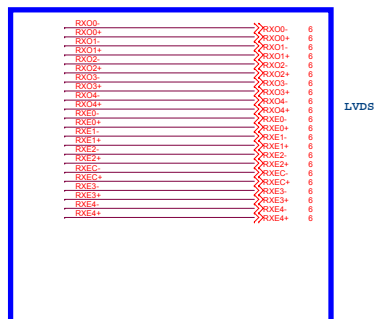 RXO0- RXO0- 6
RXO0+ RXO0+ 6
RXO1- RXO1- 6
RXO1+ RXO1+ 6
RXO2- RXO2- 6
RXO2+ RXO2+ 6
RXO3- RXO3- 6
RXO3+ RXO3+ 6
RXO4- RXO4- 6
RXO4+ RXO4+ 6
RXE0- RXE0- 6
RXE0+ RXE0+ 6
RXE1- RXE1- 6
RXE1+ RXE1+ 6
RXE2- RXE2- 6
RXE2+ RXE2+ 6
RXEC- RXEC- 6
RXEC+ RXEC+ 6
RXE3- RXE3- 6
RXE3+ RXE3+ 6
RXE4- RXE4- 6
RXE4+ RXE4+ 6
LVDS